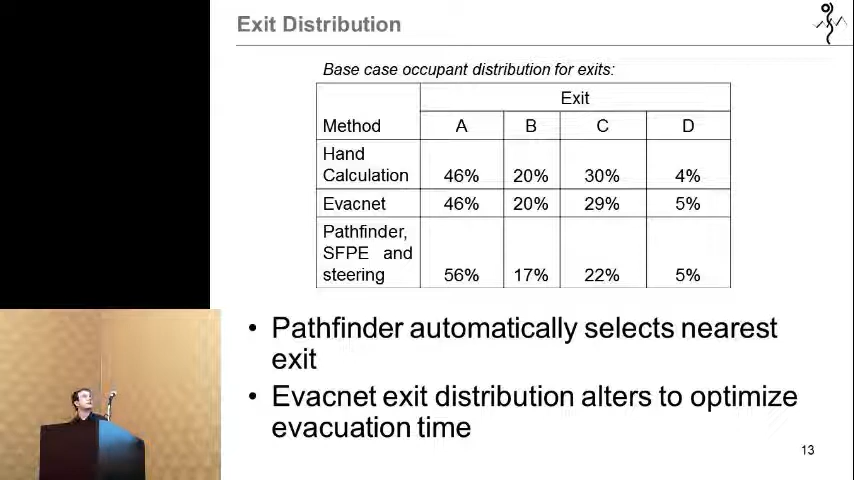 Exit Distribution
Base case occupant distribution for exits:
Exit
Method A B C D
Hand
Calculation 46% 20% 30% 4%
Evacnet 46% 20% 29% 5%
Pathfinder,
SFPE and
steering 56% 17% 22% 5%
• Pathfinder automatically selects nearest
exit
• Evacnet exit distribution alters to optimize
evacuation time
13